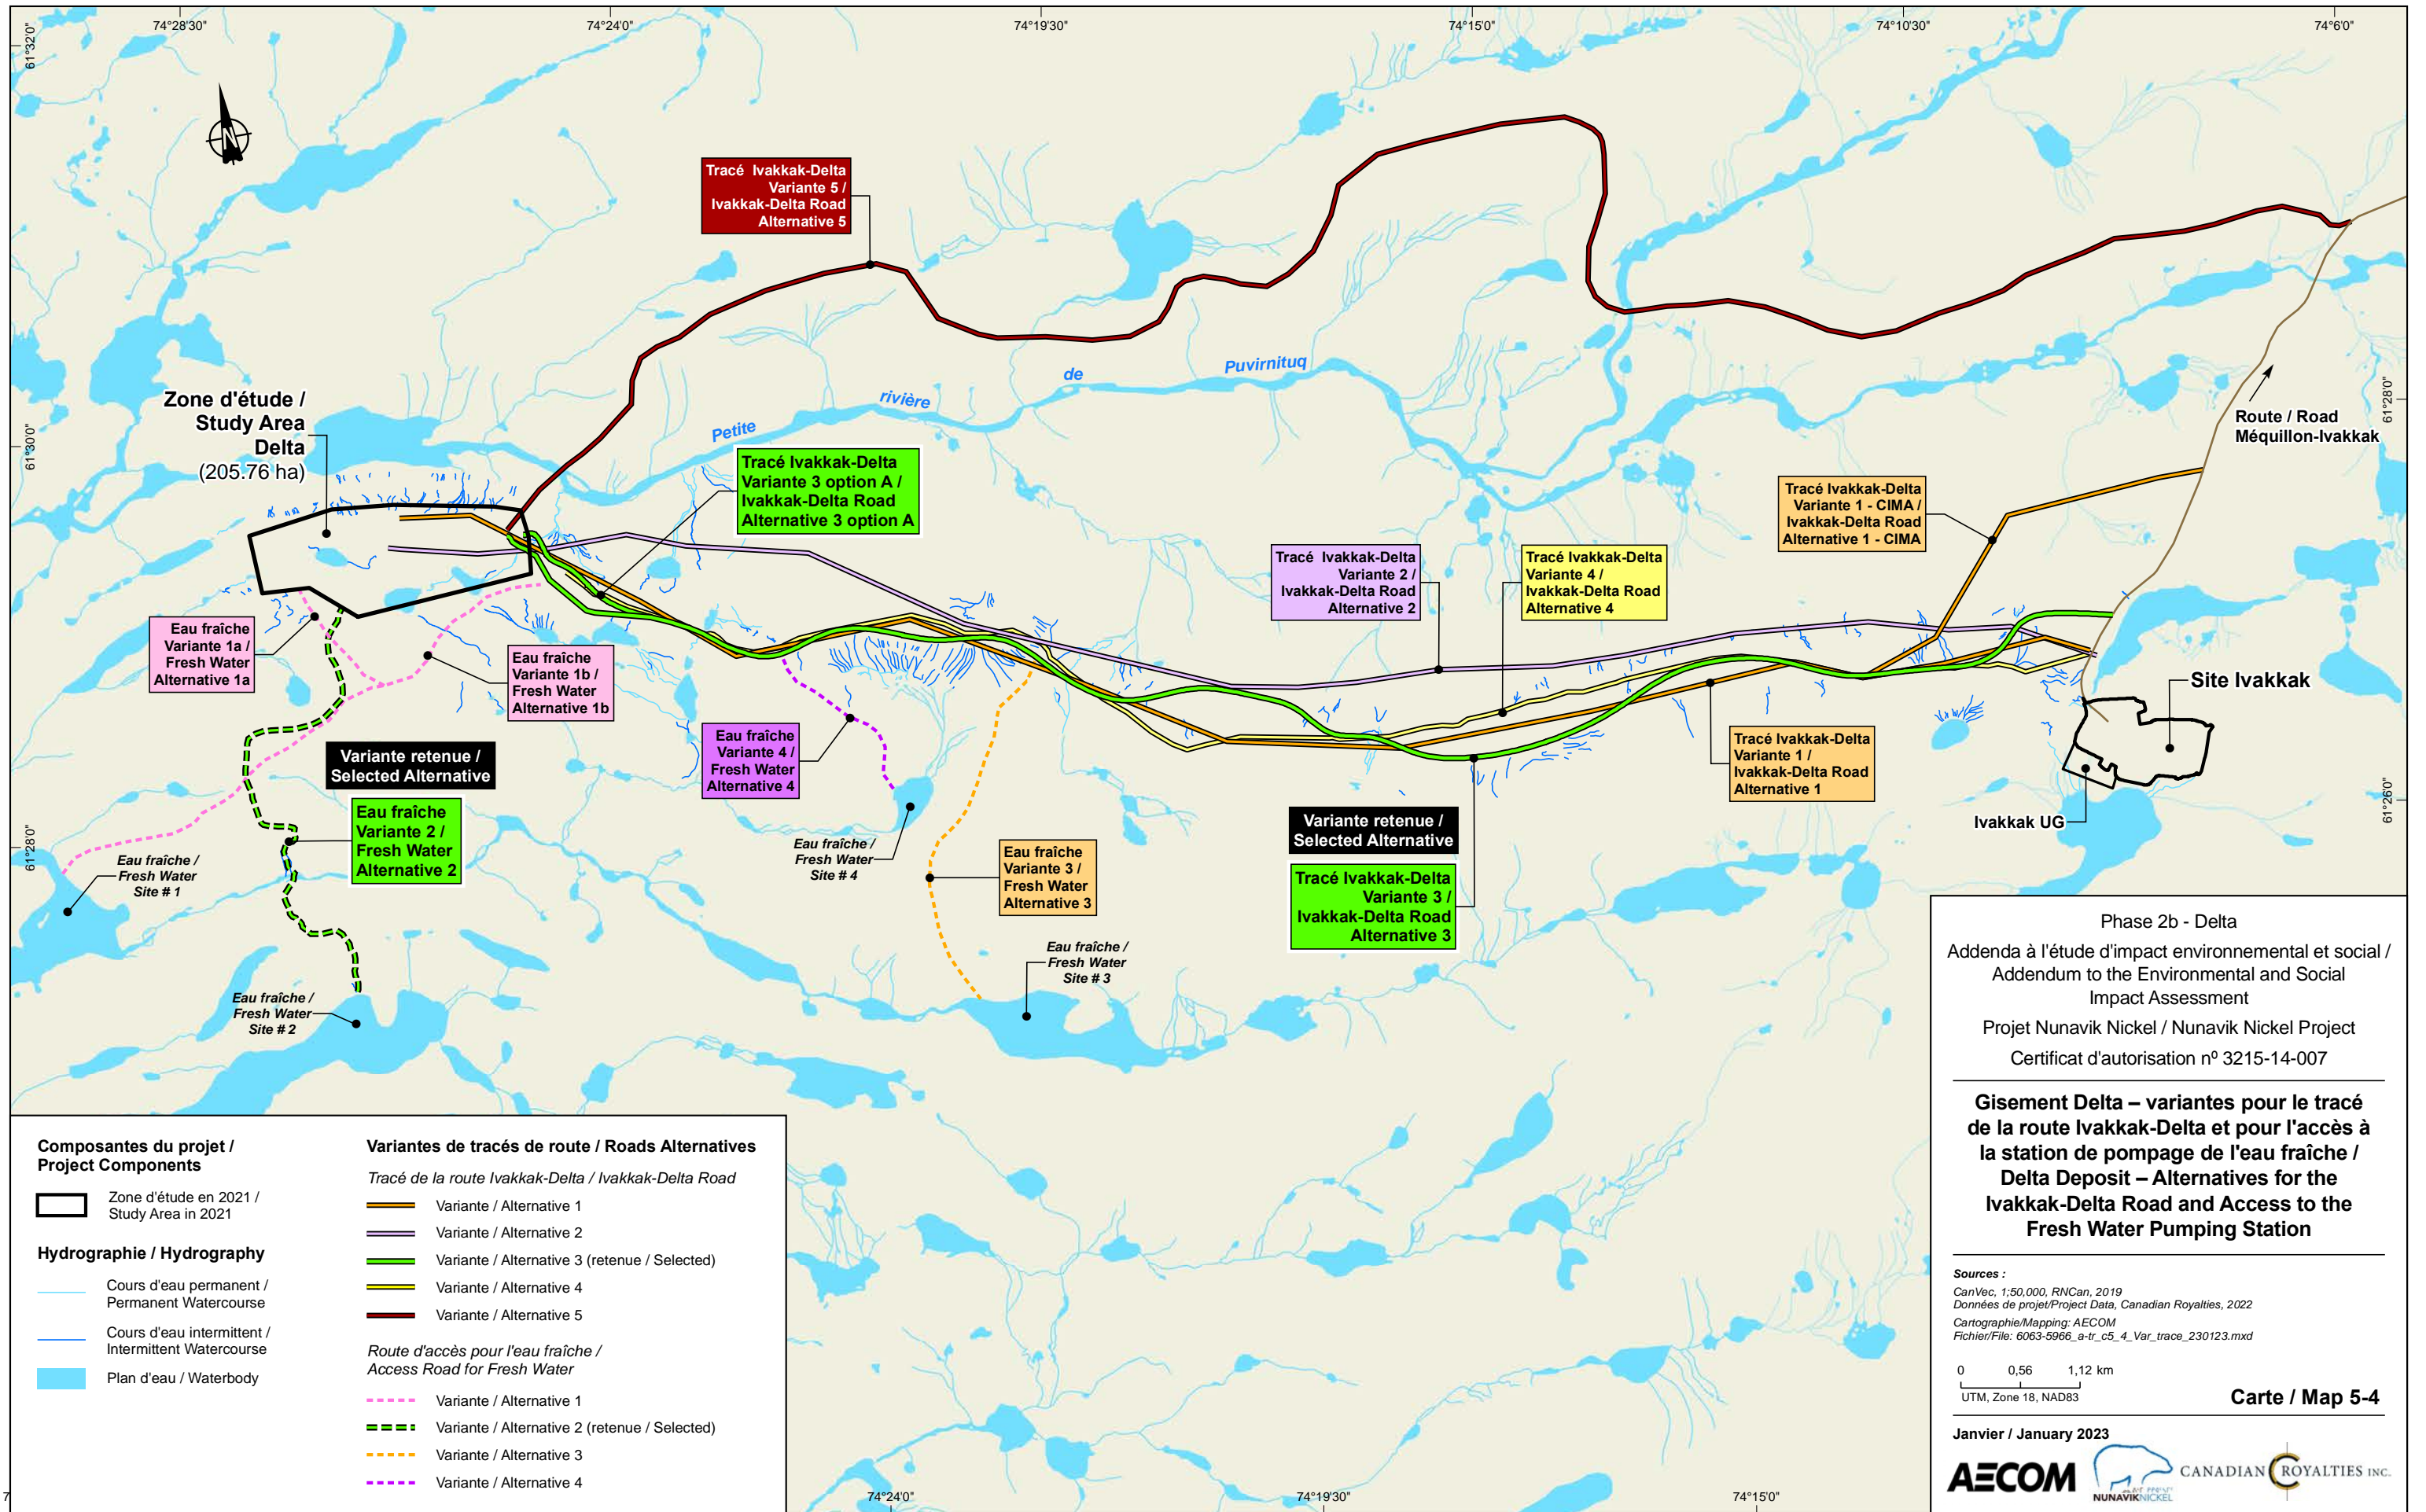 74°28'30"
74°24'0"
74°19'30"
74°15'0"
74°10'30"
74°6'0"
61°32'0"
61°30'0"
61°28'0"
61°28'0"
61°26'0"
N
Tracé Ivakkak-Delta
Variante 5 /
Ivakkak-Delta Road
Alternative 5
Petite
rivière
de
Puvirnituq
Zone d'étude /
Study Area
Delta
(205.76 ha)
Tracé Ivakkak-Delta
Variante 3 option A /
Ivakkak-Delta Road
Alternative 3 option A
Route / Road
Méquillon-Ivakkak
Tracé Ivakkak-Delta
Variante 1 - CIMA /
Ivakkak-Delta Road
Alternative 1 - CIMA
Tracé Ivakkak-Delta
Variante 2 /
Ivakkak-Delta Road
Alternative 2
Tracé Ivakkak-Delta
Variante 4 /
Ivakkak-Delta Road
Alternative 4
Eau fraîche
Variante 1a /
Fresh Water
Alternative 1a
Eau fraîche
Variante 1b /
Fresh Water
Alternative 1b
Eau fraîche
Variante 4 /
Fresh Water
Alternative 4
Site Ivakkak
Tracé Ivakkak-Delta
Variante 1 /
Ivakkak-Delta Road
Alternative 1
Ivakkak UG
Variante retenue /
Selected Alternative
Eau fraîche
Variante 2 /
Fresh Water
Alternative 2
Eau fraîche /
Fresh Water
Site # 1
Eau fraîche /
Fresh Water
Site # 4
Eau fraîche
Variante 3 /
Fresh Water
Alternative 3
Variante retenue /
Selected Alternative
Tracé Ivakkak-Delta
Variante 3 /
Ivakkak-Delta Road
Alternative 3
Eau fraîche /
Fresh Water
Site # 3
Eau fraîche /
Fresh Water
Site # 2
Composantes du projet /
Project Components
Zone d'étude en 2021 /
Study Area in 2021
Hydrographie / Hydrography
Cours d'eau permanent /
Permanent Watercourse
Cours d'eau intermittent /
Intermittent Watercourse
Plan d'eau / Waterbody
Variantes de tracés de route / Roads Alternatives
Tracé de la route Ivakkak-Delta / Ivakkak-Delta Road
Variante / Alternative 1
Variante / Alternative 2
Variante / Alternative 3 (retenue / Selected)
Variante / Alternative 4
Variante / Alternative 5
Route d'accès pour l'eau fraîche /
Access Road for Fresh Water
Variante / Alternative 1
Variante / Alternative 2 (retenue / Selected)
Variante / Alternative 3
Variante / Alternative 4
7
74°24'0"
74°19'30"
74°15'0"
Phase 2b - Delta
Addenda à l'étude d'impact environnemental et social /
Addendum to the Environmental and Social
Impact Assessment
Projet Nunavik Nickel / Nunavik Nickel Project
Certificat d'autorisation nº 3215-14-007
Gisement Delta – variantes pour le tracé
de la route Ivakkak-Delta et pour l'accès à
la station de pompage de l'eau fraîche /
Delta Deposit – Alternatives for the
Ivakkak-Delta Road and Access to the
Fresh Water Pumping Station
Sources :
CanVec, 1;50,000, RNCan, 2019
Données de projet/Project Data, Canadian Royalties, 2022
Cartographie/Mapping: AECOM
Fichier/File: 6063-5966_a-tr_c5_4_Var_trace_230123.mxd
0 0,56 1,12 km
UTM, Zone 18, NAD83
Carte / Map 5-4
Janvier / January 2023
AECOM
NUNAVIKNICKEL
CANADIAN ROYALTIES INC.